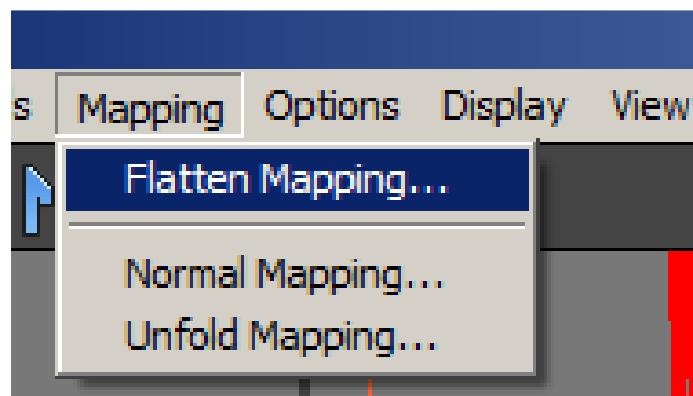 s Mapping Options Display View
Flatten Mapping...
Normal Mapping...
Unfold Mapping...